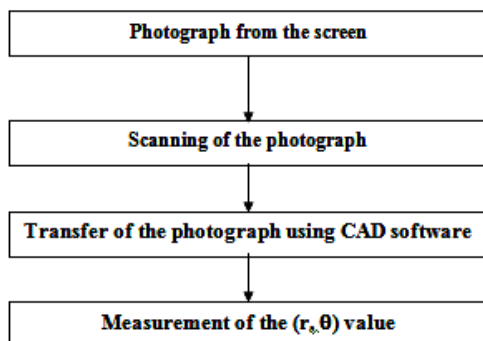 Photograph from the screen
Scanning of the photograph
Transfer of the photograph using CAD software
Measurement of the (r,θ) value